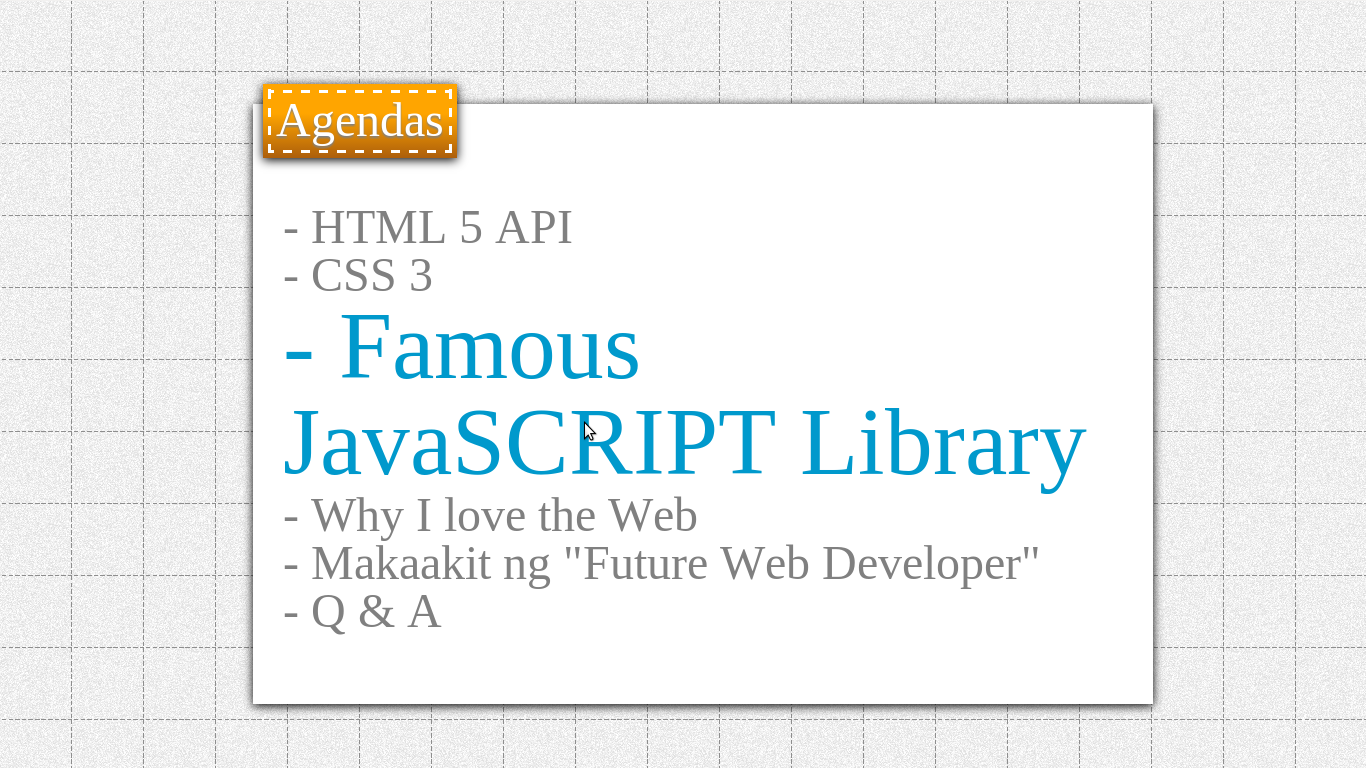 Agendas
- HTML 5 API
- CSS 3
- Famous
JavaSCRIPT Library
- Why I love the Web
- Makaakit ng "Future Web Developer"
- Q & A